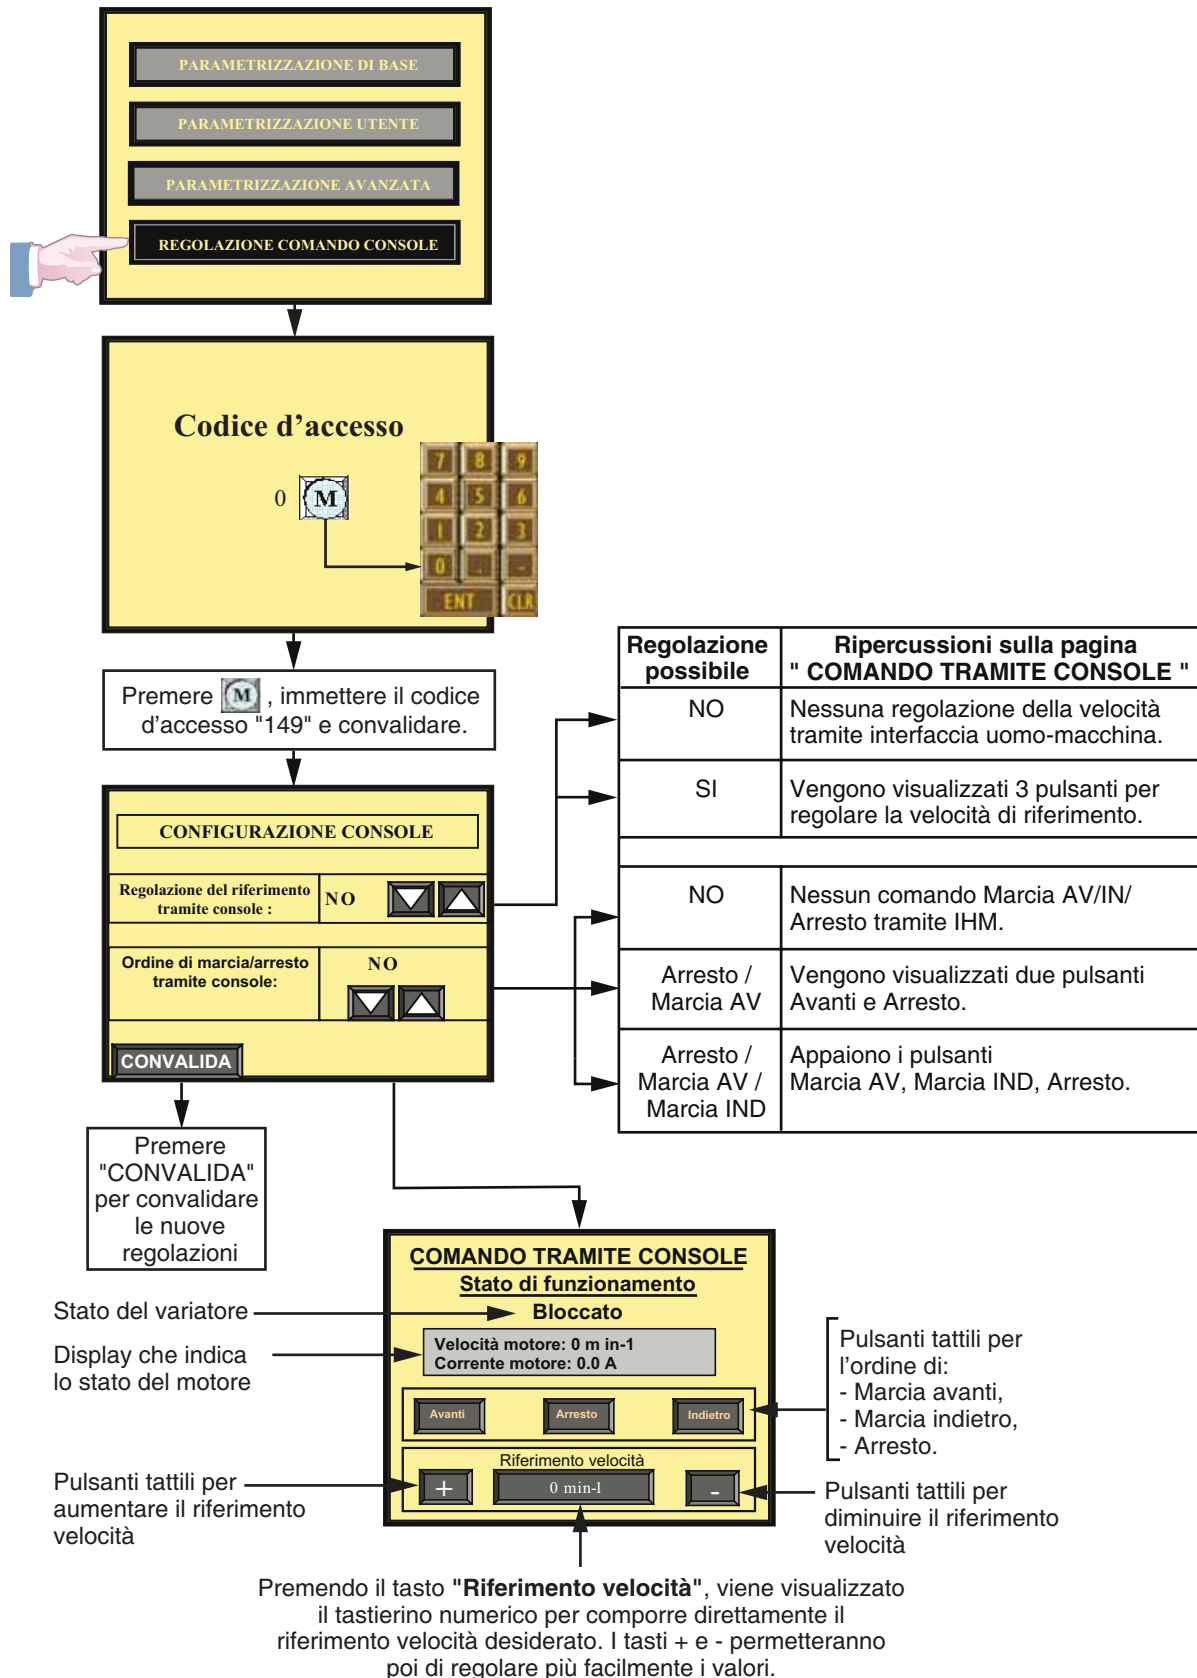 PARAMETRIZZAZIONE DI BASE
PARAMETRIZZAZIONE UTENTE
PARAMETRIZZAZIONE AVANZATA
REGOLAZIONE COMANDO CONSOLE
Codice d'accesso
0 M
7 8 9
4 5 6
1 2 3
0 . -
ENT CLR
Premere M , immettere il codice
d'accesso "149" e convalidare.
CONFIGURAZIONE CONSOLE
Regolazione del riferimento
tramite console :
NO
Ordine di marcia/arresto
tramite console:
NO
CONVALIDA
Regolazione
possibile
Ripercussioni sulla pagina
" COMANDO TRAMITE CONSOLE "
NO
Nessuna regolazione della velocità
tramite interfaccia uomo-macchina.
SI
Vengono visualizzati 3 pulsanti per
regolare la velocità di riferimento.
NO
Nessun comando Marcia AV/IN/
Arresto tramite IHM.
Arresto /
Marcia AV
Vengono visualizzati due pulsanti
Avanti e Arresto.
Arresto /
Marcia AV /
Marcia IND
Appaiono i pulsanti
Marcia AV, Marcia IND, Arresto.
Premere
"CONVALIDA"
per convalidare
le nuove
regolazioni
COMANDO TRAMITE CONSOLE
Stato di funzionamento
Bloccato
Velocità motore: 0 m in-1
Corrente motore: 0.0 A
Avanti
Arresto
Indietro
Riferimento velocità
+
0 min-l
-
Stato del variatore
Display che indica
lo stato del motore
Pulsanti tattili per
aumentare il riferimento
velocità
Pulsanti tattili per
l'ordine di:
- Marcia avanti,
- Marcia indietro,
- Arresto.
Pulsanti tattili per
diminuire il riferimento
velocità
Premendo il tasto "Riferimento velocità", viene visualizzato
il tastierino numerico per comporre direttamente il
riferimento velocità desiderato. I tasti + e - permetteranno
poi di regolare più facilmente i valori.